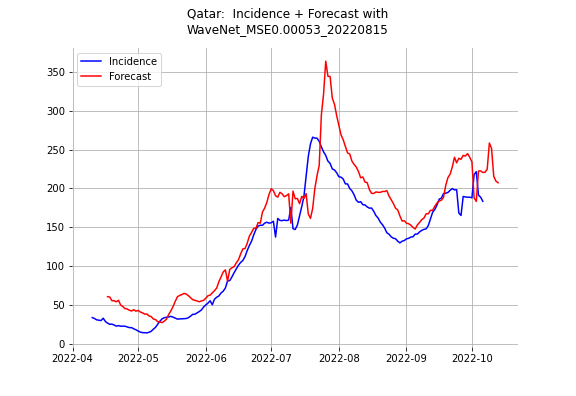 Qatar:  Incidence + Forecast with
WaveNet_MSE0.00053_20220815
Incidence
Forecast
350
300
250
200
150
100
50
0
2022-04 2022-05 2022-06 2022-07 2022-08 2022-09 2022-10